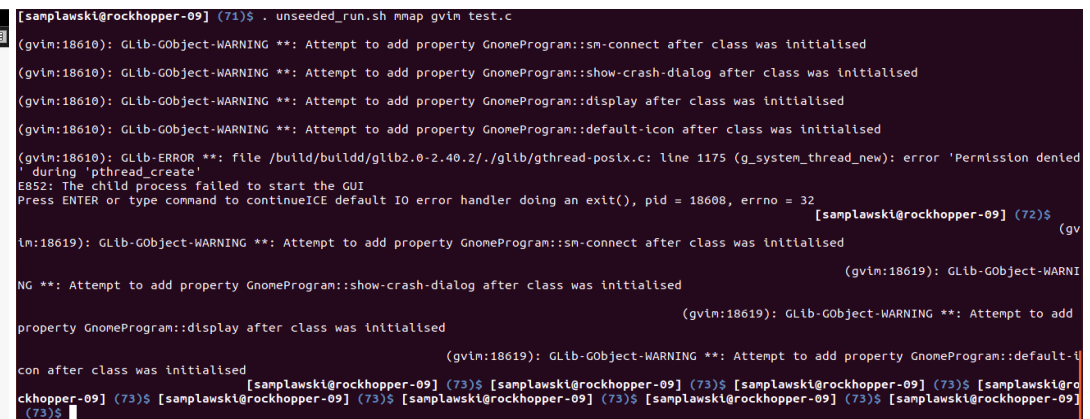 [samplawski@rockhopper-09] (71)$ . unseeded_run.sh mmap gvim test.c
(gvim:18610): GLib-GObject-WARNING **: Attempt to add property GnomeProgram::sm-connect after class was initialised
(gvim:18610): GLib-GObject-WARNING **: Attempt to add property GnomeProgram::show-crash-dialog after class was initialised
(gvim:18610): GLib-GObject-WARNING **: Attempt to add property GnomeProgram::display after class was initialised
(gvim:18610): GLib-GObject-WARNING **: Attempt to add property GnomeProgram::default-icon after class was initialised
(gvim:18610): GLib-ERROR **: file /build/buildd/glib2.0-2.40.2/./glib/gthread-posix.c: line 1175 (g_system_thread_new): error 'Permission denied
' during 'pthread_create'
E852: The child process failed to start the GUI
Press ENTER or type command to continueICE default IO error handler doing an exit(), pid = 18608, errno = 32
[samplawski@rockhopper-09] (72)$
(gv
im:18619): GLib-GObject-WARNING **: Attempt to add property GnomeProgram::sm-connect after class was initialised
(gvim:18619): GLib-GObject-WARNI
NG **: Attempt to add property GnomeProgram::show-crash-dialog after class was initialised
(gvim:18619): GLib-GObject-WARNING **: Attempt to add
property GnomeProgram::display after class was initialised
(gvim:18619): GLib-GObject-WARNING **: Attempt to add property GnomeProgram::default-i
con after class was initialised
[samplawski@rockhopper-09] (73)$ [samplawski@rockhopper-09] (73)$ [samplawski@rockhopper-09] (73)$ [samplawski@ro
ckhopper-09] (73)$ [samplawski@rockhopper-09] (73)$ [samplawski@rockhopper-09] (73)$ [samplawski@rockhopper-09] (73)$ [samplawski@rockhopper-09]
(73)$